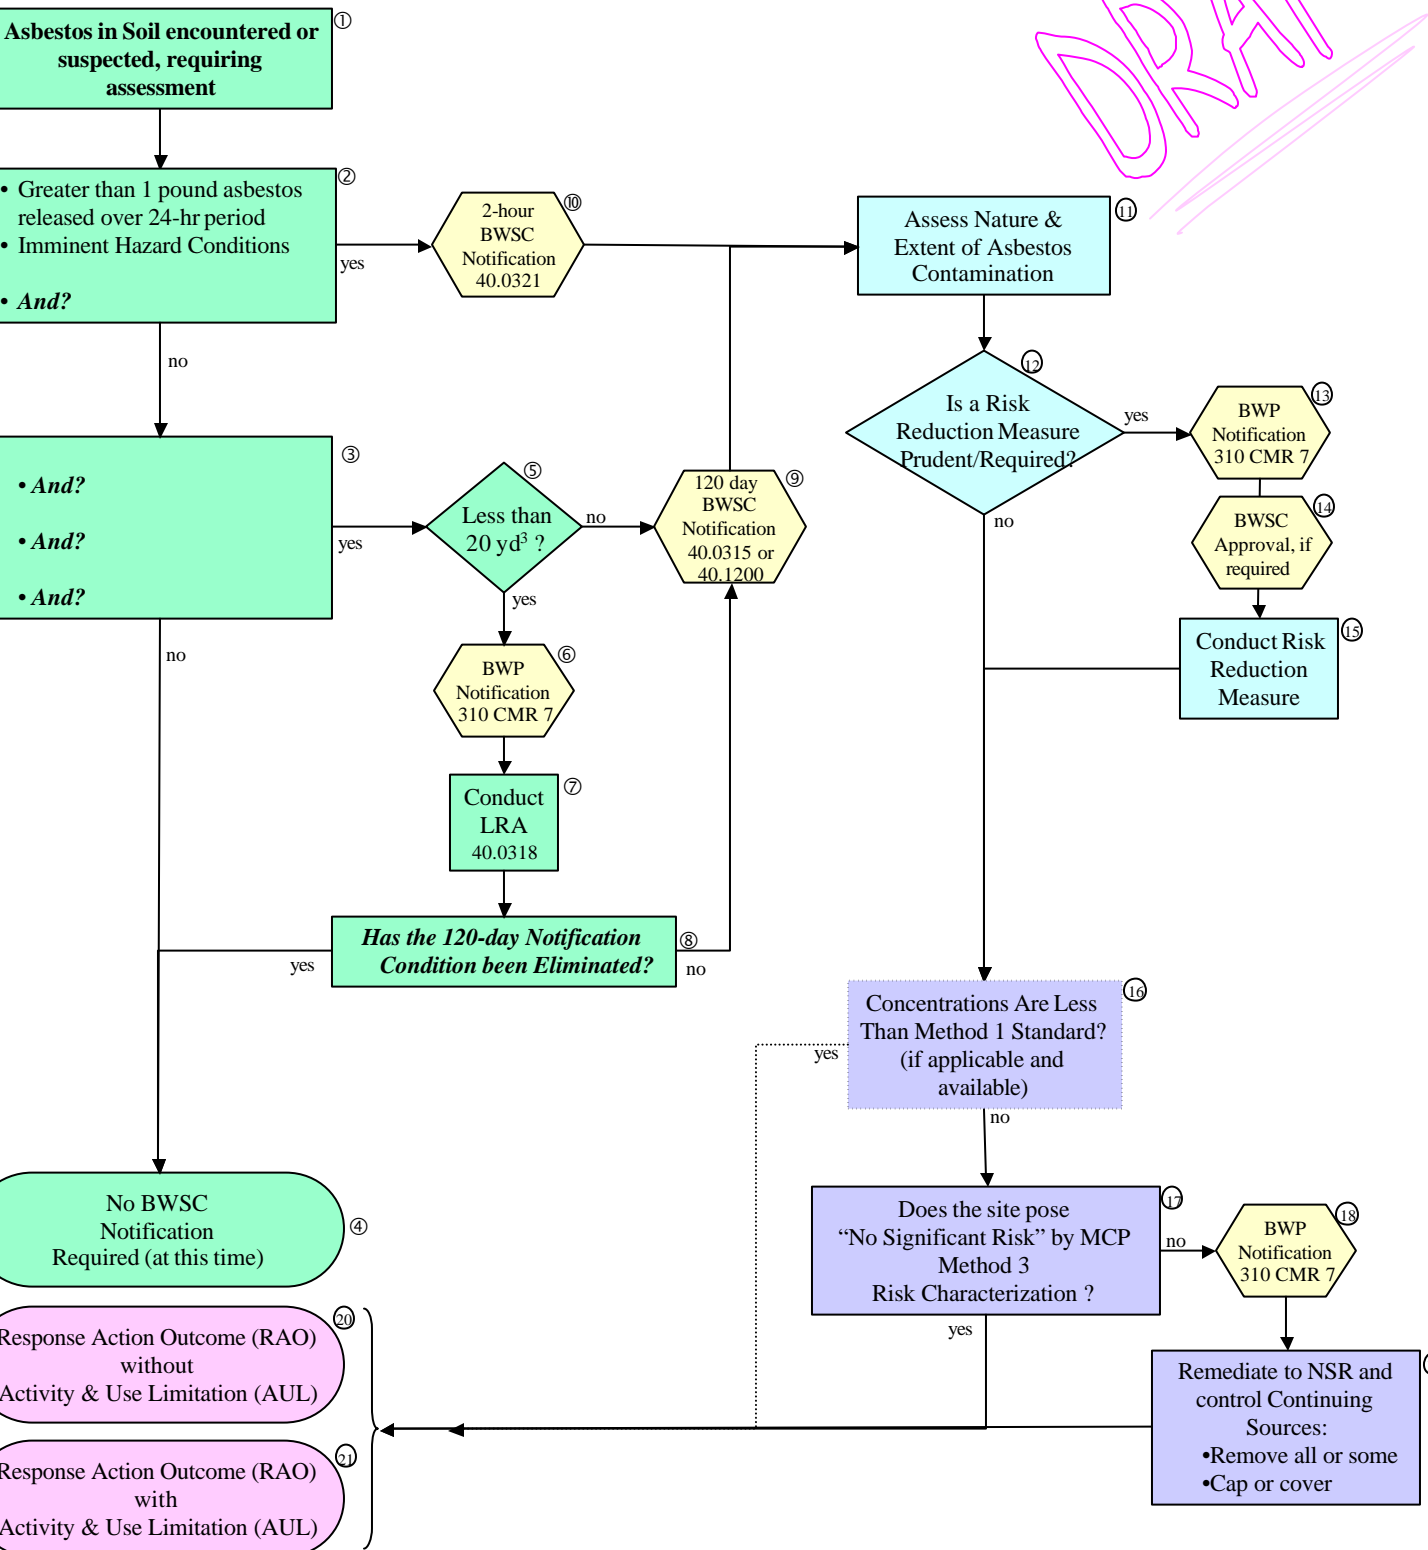 ①
Asbestos in Soil encountered or
suspected, requiring
assessment
②
• Greater than 1 pound asbestos
released over 24-hr period
• Imminent Hazard Conditions
• And?
yes
no
⑩
2-hour
BWSC
Notification
40.0321
⑪
Assess Nature &
Extent of Asbestos
Contamination
⑫
Is a Risk
Reduction Measure
Prudent/Required?
yes
no
⑬
BWP
Notification
310 CMR 7
⑭
BWSC
Approval, if
required
⑮
Conduct Risk
Reduction
Measure
③
• And?
• And?
• And?
yes
no
⑤
Less than
20 yd³ ?
no
yes
⑨
120 day
BWSC
Notification
40.0315 or
40.1200
⑥
BWP
Notification
310 CMR 7
⑦
Conduct
LRA
40.0318
⑧
Has the 120-day Notification
Condition been Eliminated?
yes
no
⑯
Concentrations Are Less
Than Method 1 Standard?
(if applicable and
available)
yes
no
⑰
Does the site pose
“No Significant Risk” by MCP
Method 3
Risk Characterization ?
no
yes
⑱
BWP
Notification
310 CMR 7
Remediate to NSR and
control Continuing
Sources:
•Remove all or some
•Cap or cover
④
No BWSC
Notification
Required (at this time)
⑳
Response Action Outcome (RAO)
without
Activity & Use Limitation (AUL)
㉑
Response Action Outcome (RAO)
with
Activity & Use Limitation (AUL)